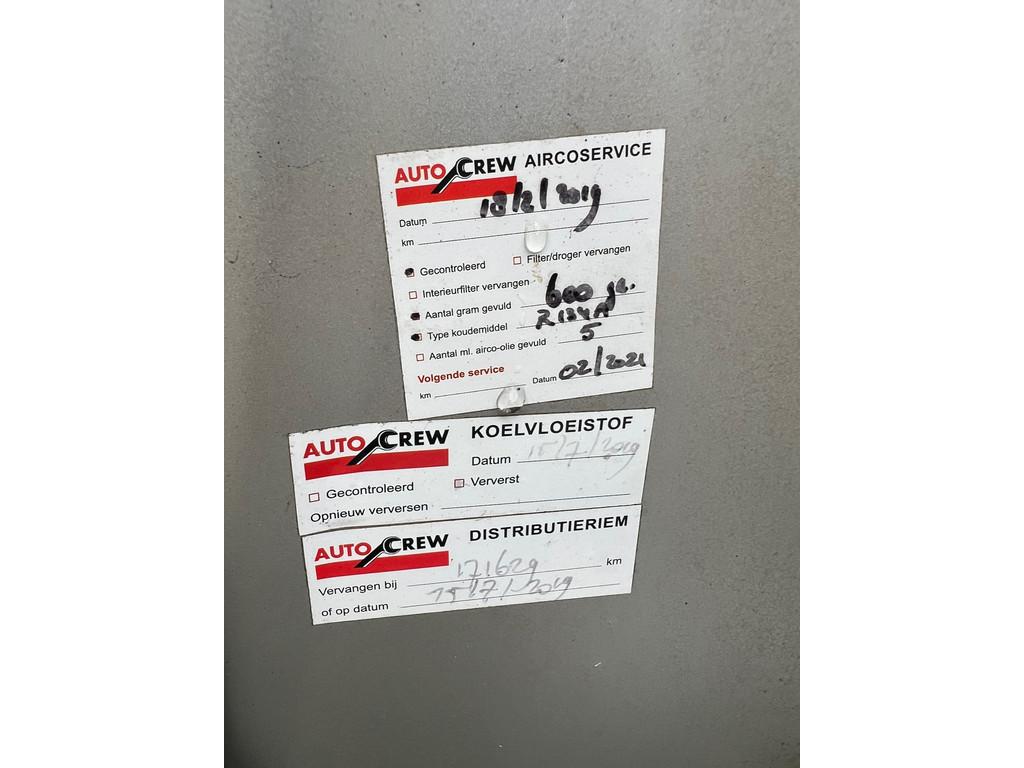 AUTO CREW AIRCOSERVICE
Datum 18/2/2019
km
Gecontroleerd Filter/droger vervangen
Interieurfilter vervangen
Aantal gram gevuld 600 gr.
Type koudemiddel R134A
Aantal ml. airco-olie gevuld 5
Volgende service
km Datum 02/2021
AUTO CREW KOELVLOEISTOF
Datum 15/7/2019
Gecontroleerd Ververst
Opnieuw verversen
AUTO CREW DISTRIBUTIERIEM
Vervangen bij 171629 km
of op datum 15/7/2019